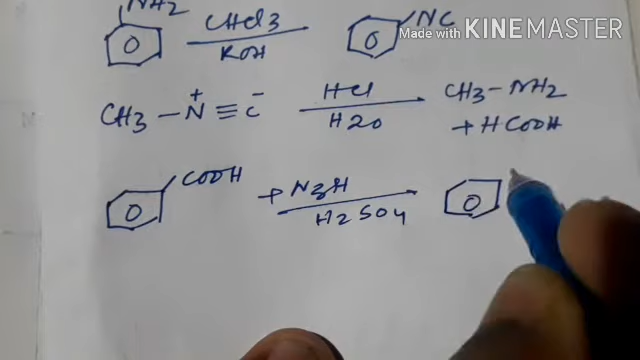 NH2 CHCl3 KOH NC
Made with KINEMASTER
CH3 - N+ ≡ C- HCl H2O CH3 - NH2 + HCOOH
COOH + N3H H2SO4